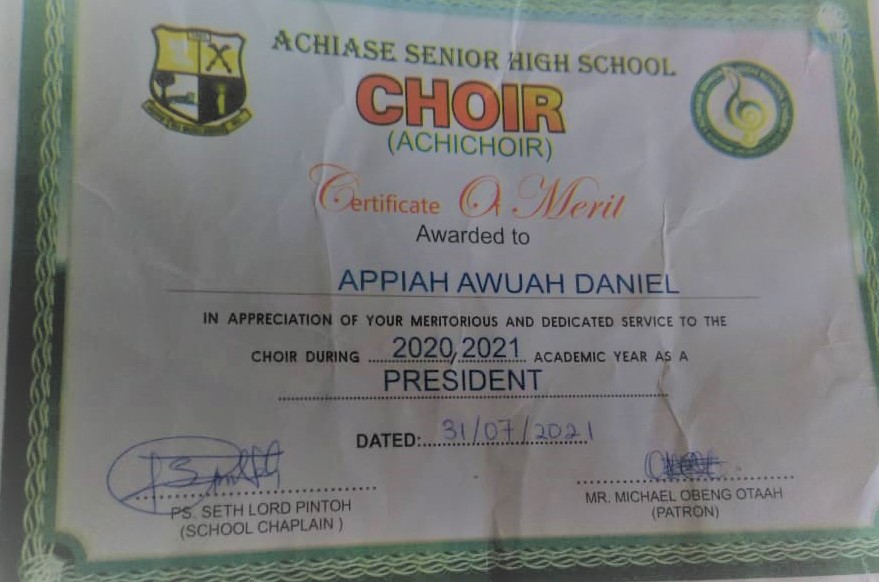 ACHIASE SENIOR HIGH SCHOOL
CHOIR
(ACHICHOIR)
Certificate Of Merit
Awarded to
APPIAH AWUAH DANIEL
IN APPRECIATION OF YOUR MERITORIOUS AND DEDICATED SERVICE TO THE
CHOIR DURING 2020/2021 ACADEMIC YEAR AS A
PRESIDENT
DATED: 31/07/2021
PS. SETH LORD PINTOH
(SCHOOL CHAPLAIN )
MR. MICHAEL OBENG OTAAH
(PATRON)